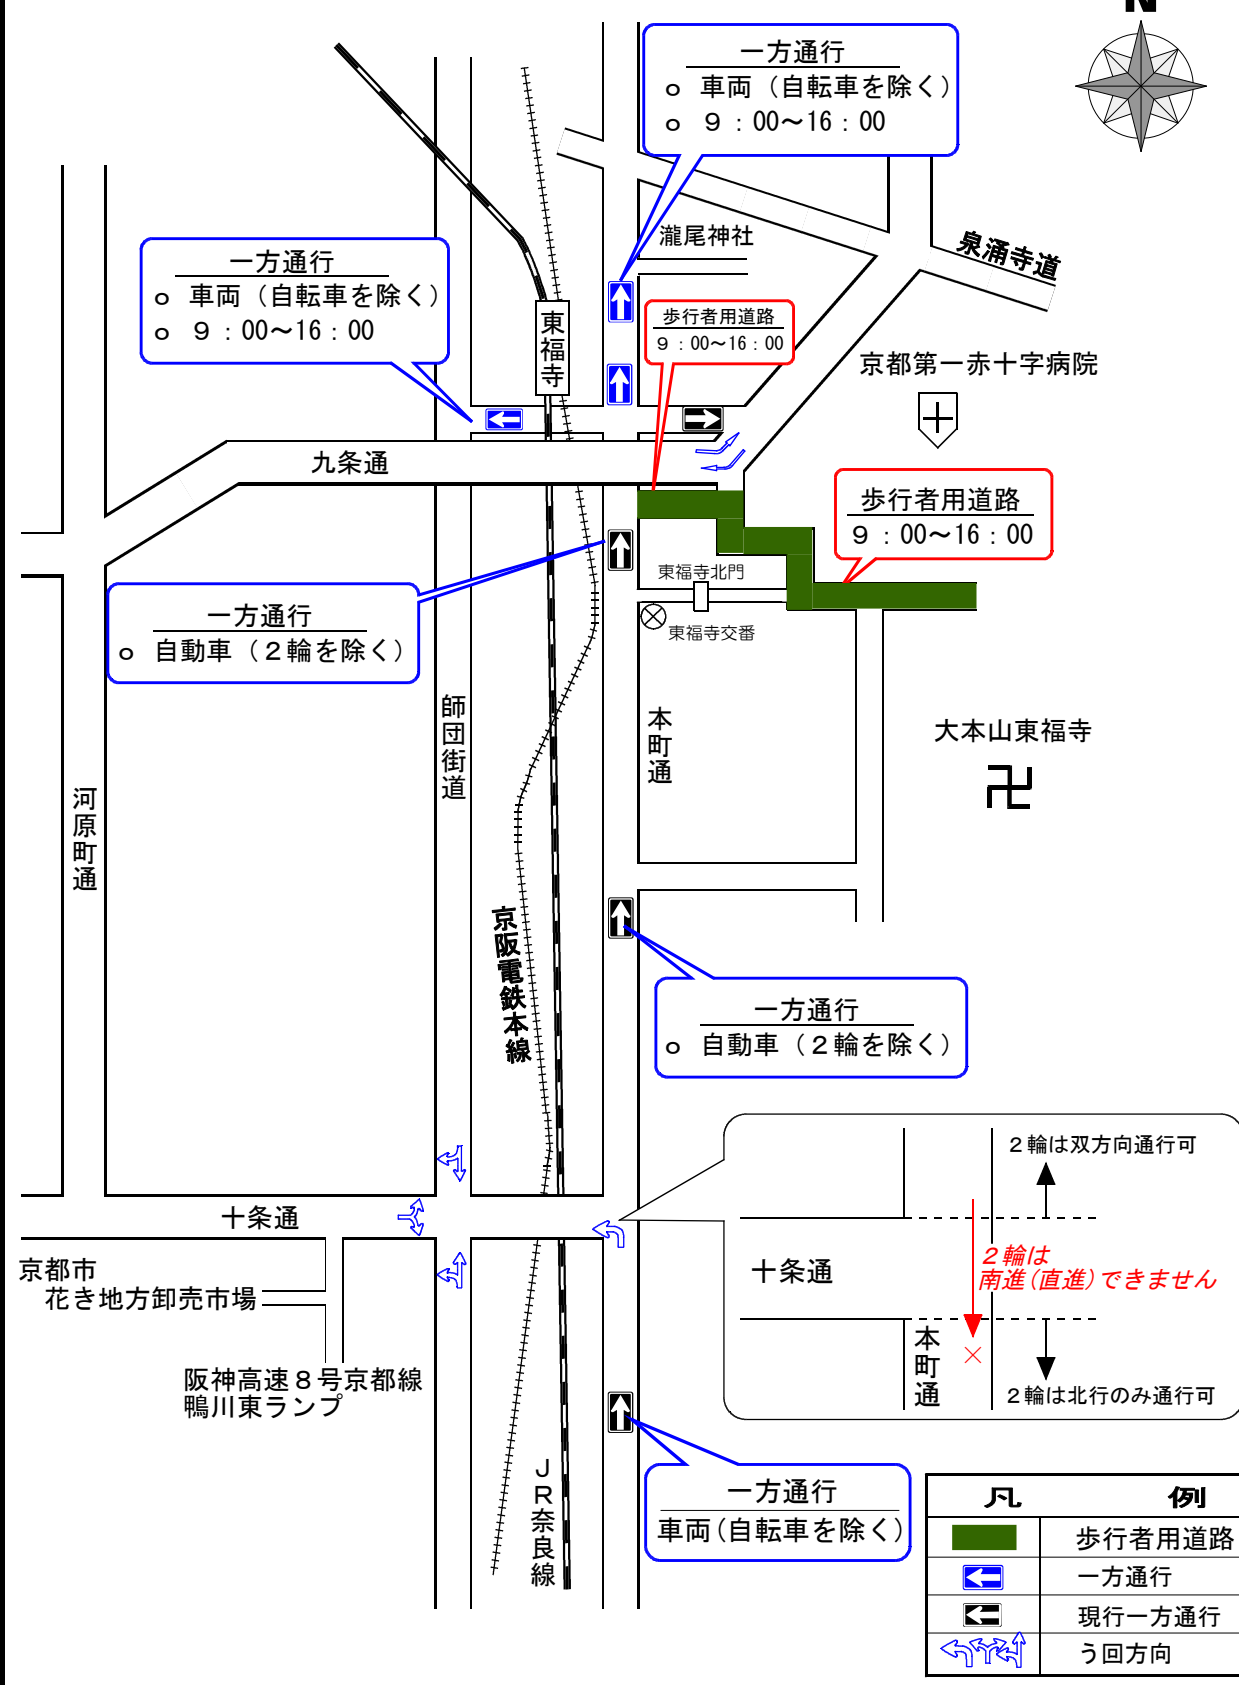 N
一方通行
o 車両（自転車を除く）
o 9：00～16：00
瀧尾神社
泉涌寺道
一方通行
o 車両（自転車を除く）
o 9：00～16：00
東福寺
歩行者用道路
9：00～16：00
京都第一赤十字病院
九条通
歩行者用道路
9：00～16：00
東福寺北門
東福寺交番
一方通行
o 自動車（２輪を除く）
師団街道
本町通
大本山東福寺
卍
河原町通
京阪電鉄本線
一方通行
o 自動車（２輪を除く）
２輪は双方向通行可
十条通
十条通
２輪は
南進(直進)できません
本町通
２輪は北行のみ通行可
京都市
花き地方卸売市場
阪神高速８号京都線
鴨川東ランプ
ＪＲ奈良線
一方通行
車両(自転車を除く)
凡 例
歩行者用道路
一方通行
現行一方通行
う回方向